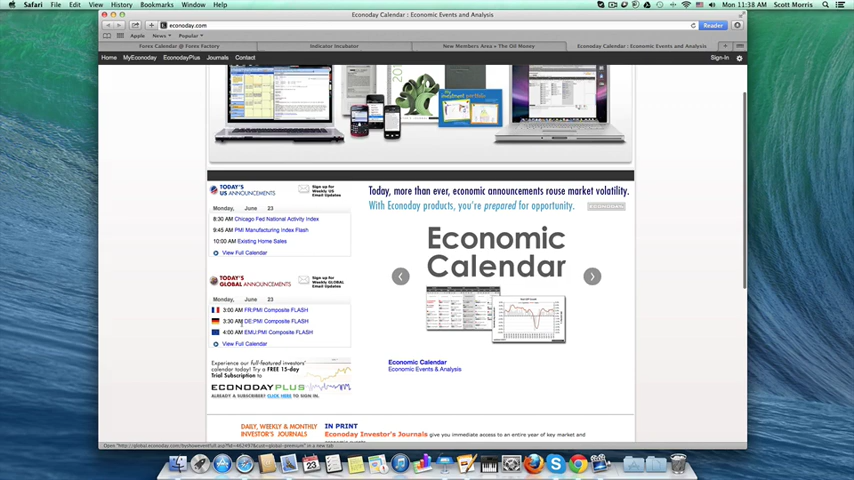 Safari File Edit View History Bookmarks Window Help
Mon 11:38 AM Scott Morris
Econoday Calendar : Economic Events and Analysis
econoday.com
Reader
Apple News Popular
Forex Calendar @ Forex Factory
Indicator Incubator
New Members Area • The Oil Money
Econoday Calendar : Economic Events and Analysis
Home MyEconoday EconodayPlus Journals Contact
Sign-In
TODAY'S
US ANNOUNCEMENTS
Sign up for
Weekly US
Email Updates
Monday, June 23
8:30 AM Chicago Fed National Activity Index
9:45 AM PMI Manufacturing Index Flash
10:00 AM Existing Home Sales
View Full Calendar
TODAY'S
GLOBAL ANNOUNCEMENTS
Sign up for
Weekly GLOBAL
Email Updates
Monday, June 23
3:00 AM FR:PMI Composite FLASH
3:30 AM DE:PMI Composite FLASH
4:00 AM EMU:PMI Composite FLASH
View Full Calendar
Experience our full-featured investors'
calendar today! Try a FREE 15-day
Trial Subscription to
ECONODAYPLUS
ALREADY SUBSCRIBED? CLICK HERE TO SIGN IN.
Today, more than ever, economic announcements rouse market volatility.
With Econoday products, you're prepared for opportunity.
ECONODAY
Economic
Calendar
Economic Calendar
Economic Events & Analysis
DAILY, WEEKLY & MONTHLY
INVESTOR'S JOURNALS
IN PRINT
Econoday Investor's Journals give you immediate access to an entire year of key market and
23